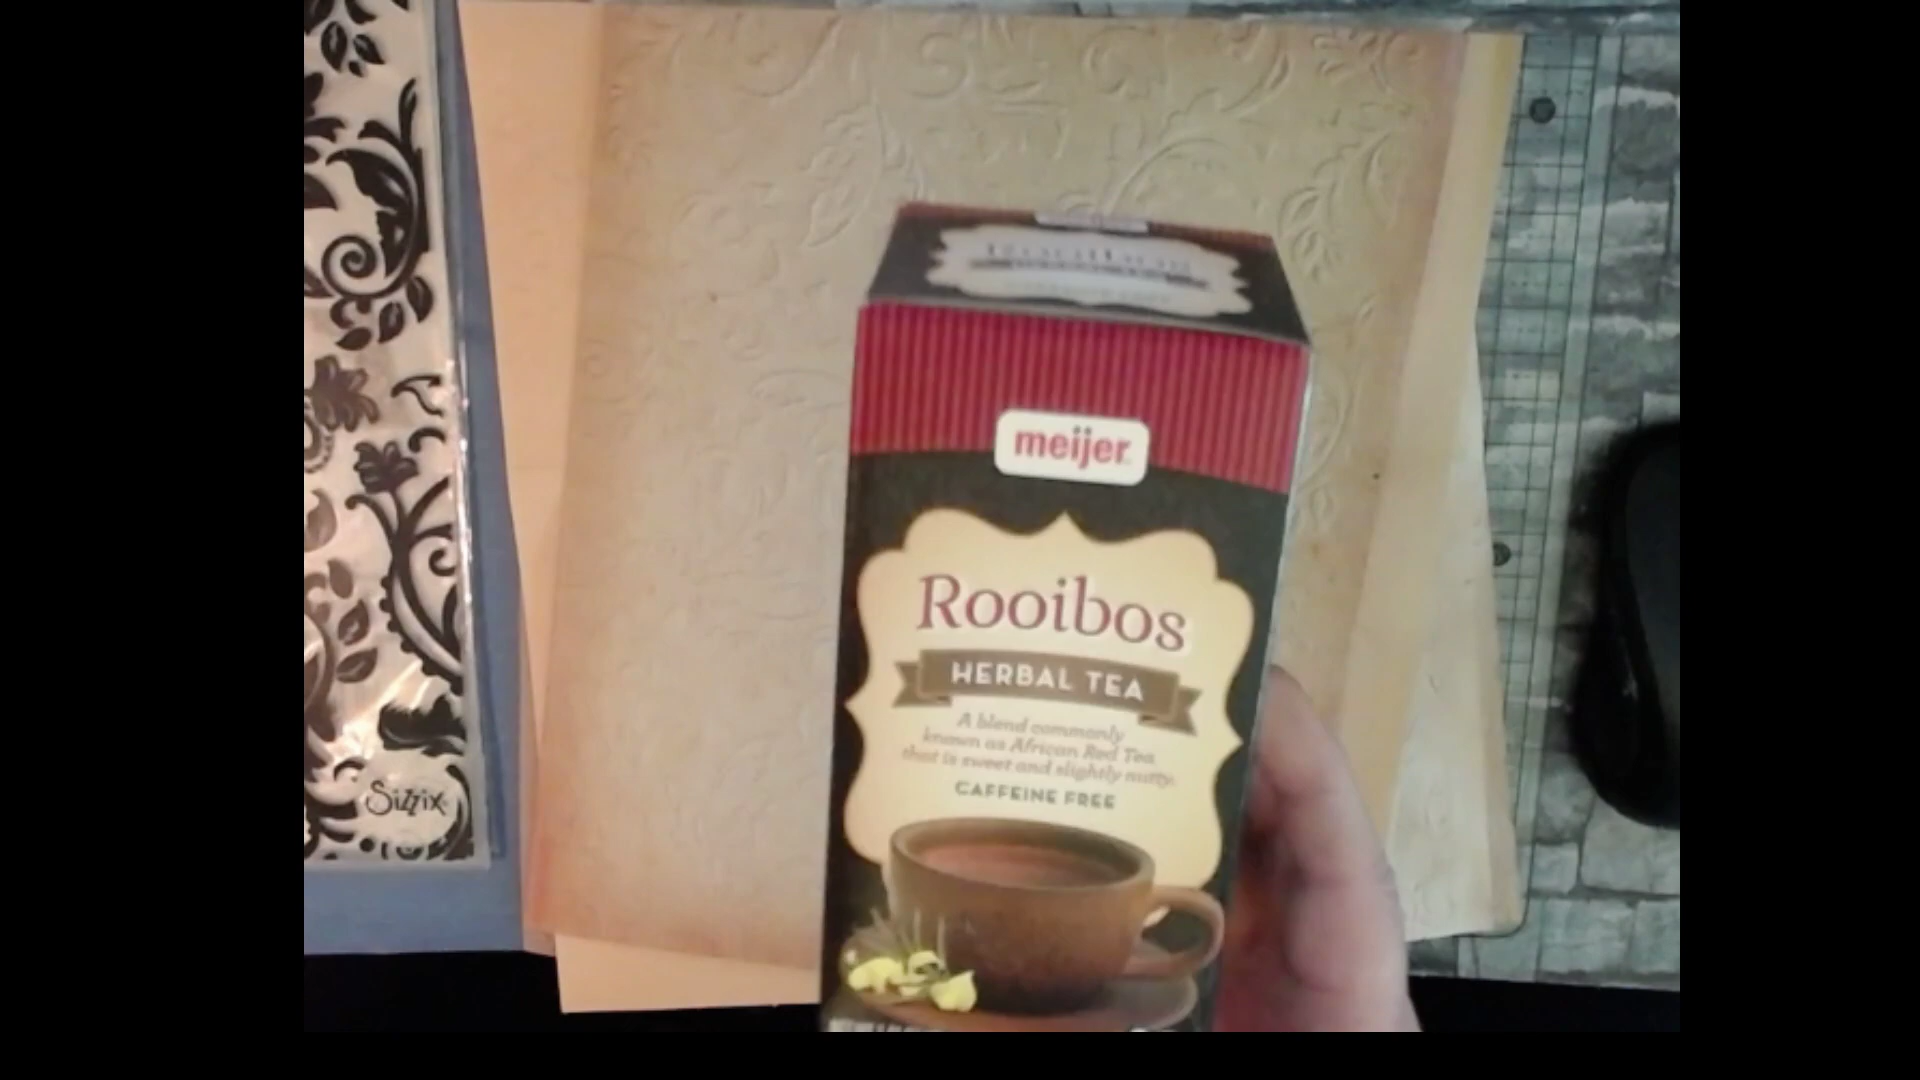 Rooibos
meijer
Rooibos
HERBAL TEA
A blend commonly
known as African Red Tea
that is sweet and slightly nutty.
CAFFEINE FREE
Sizzix